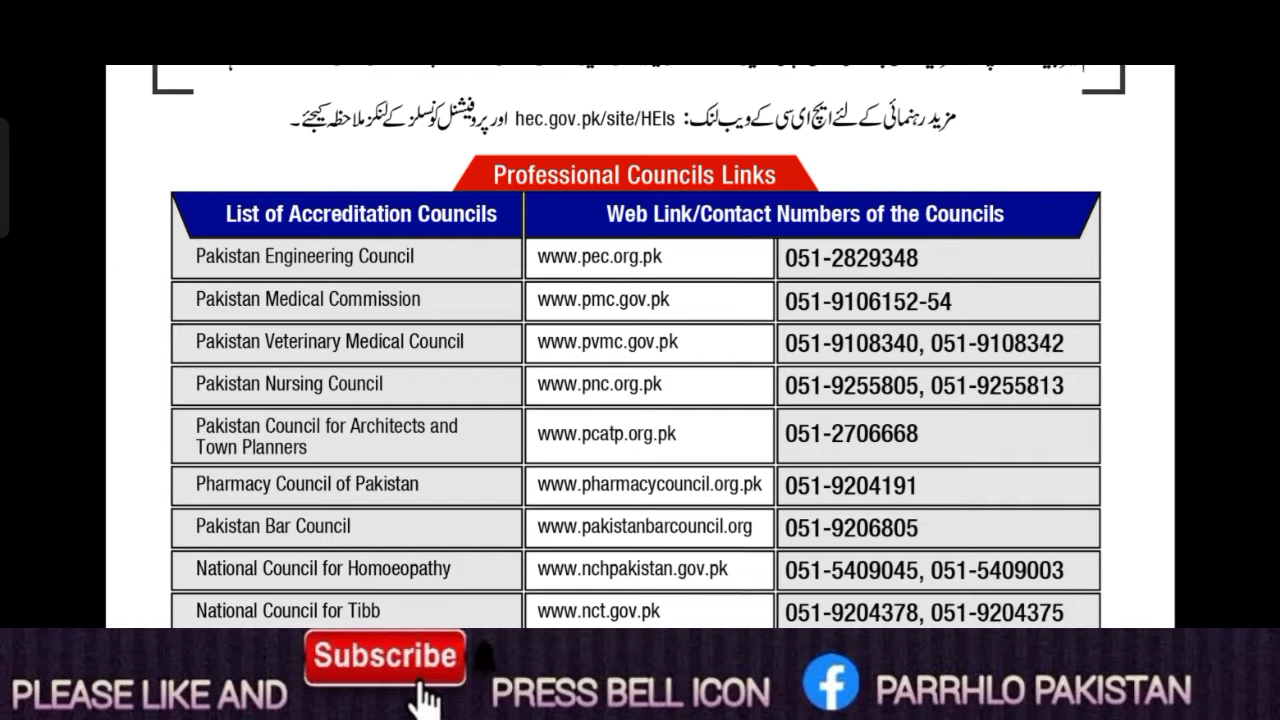 مزید رہنمائی کے لئے ایچ ای سی کے ویب لنک: hec.gov.pk/site/HEIs اور پروفیشنل کونسلز کے لنکز ملاحظہ کیجئے۔
Professional Councils Links
List of Accreditation Councils Web Link/Contact Numbers of the Councils
Pakistan Engineering Council www.pec.org.pk 051-2829348
Pakistan Medical Commission www.pmc.gov.pk 051-9106152-54
Pakistan Veterinary Medical Council www.pvmc.gov.pk 051-9108340, 051-9108342
Pakistan Nursing Council www.pnc.org.pk 051-9255805, 051-9255813
Pakistan Council for Architects and
Town Planners www.pcatp.org.pk 051-2706668
Pharmacy Council of Pakistan www.pharmacycouncil.org.pk 051-9204191
Pakistan Bar Council www.pakistanbarcouncil.org 051-9206805
National Council for Homoeopathy www.nchpakistan.gov.pk 051-5409045, 051-5409003
National Council for Tibb www.nct.gov.pk 051-9204378, 051-9204375
PLEASE LIKE AND Subscribe PRESS BELL ICON f PARRHLO PAKISTAN